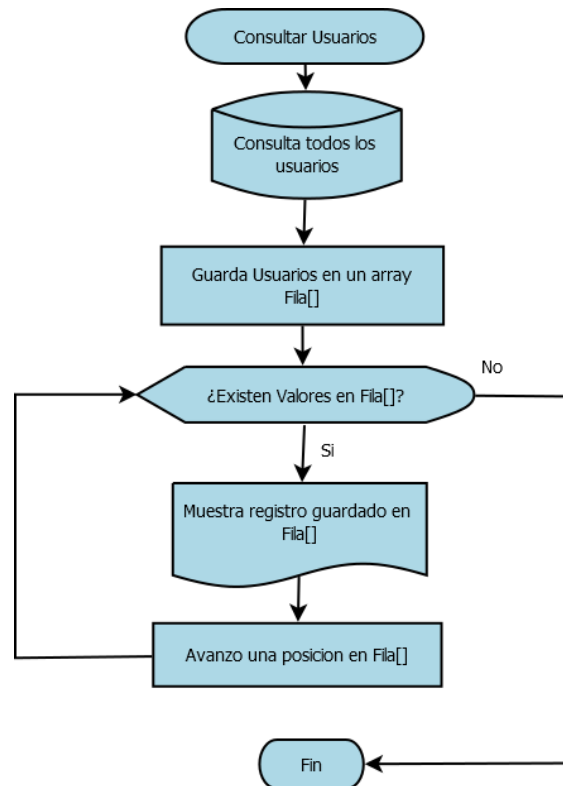 Consultar Usuarios
Consulta todos los
usuarios
Guarda Usuarios en un array
Fila[]
¿Existen Valores en Fila[]?
No
Si
Muestra registro guardado en
Fila[]
Avanzo una posicion en Fila[]
Fin